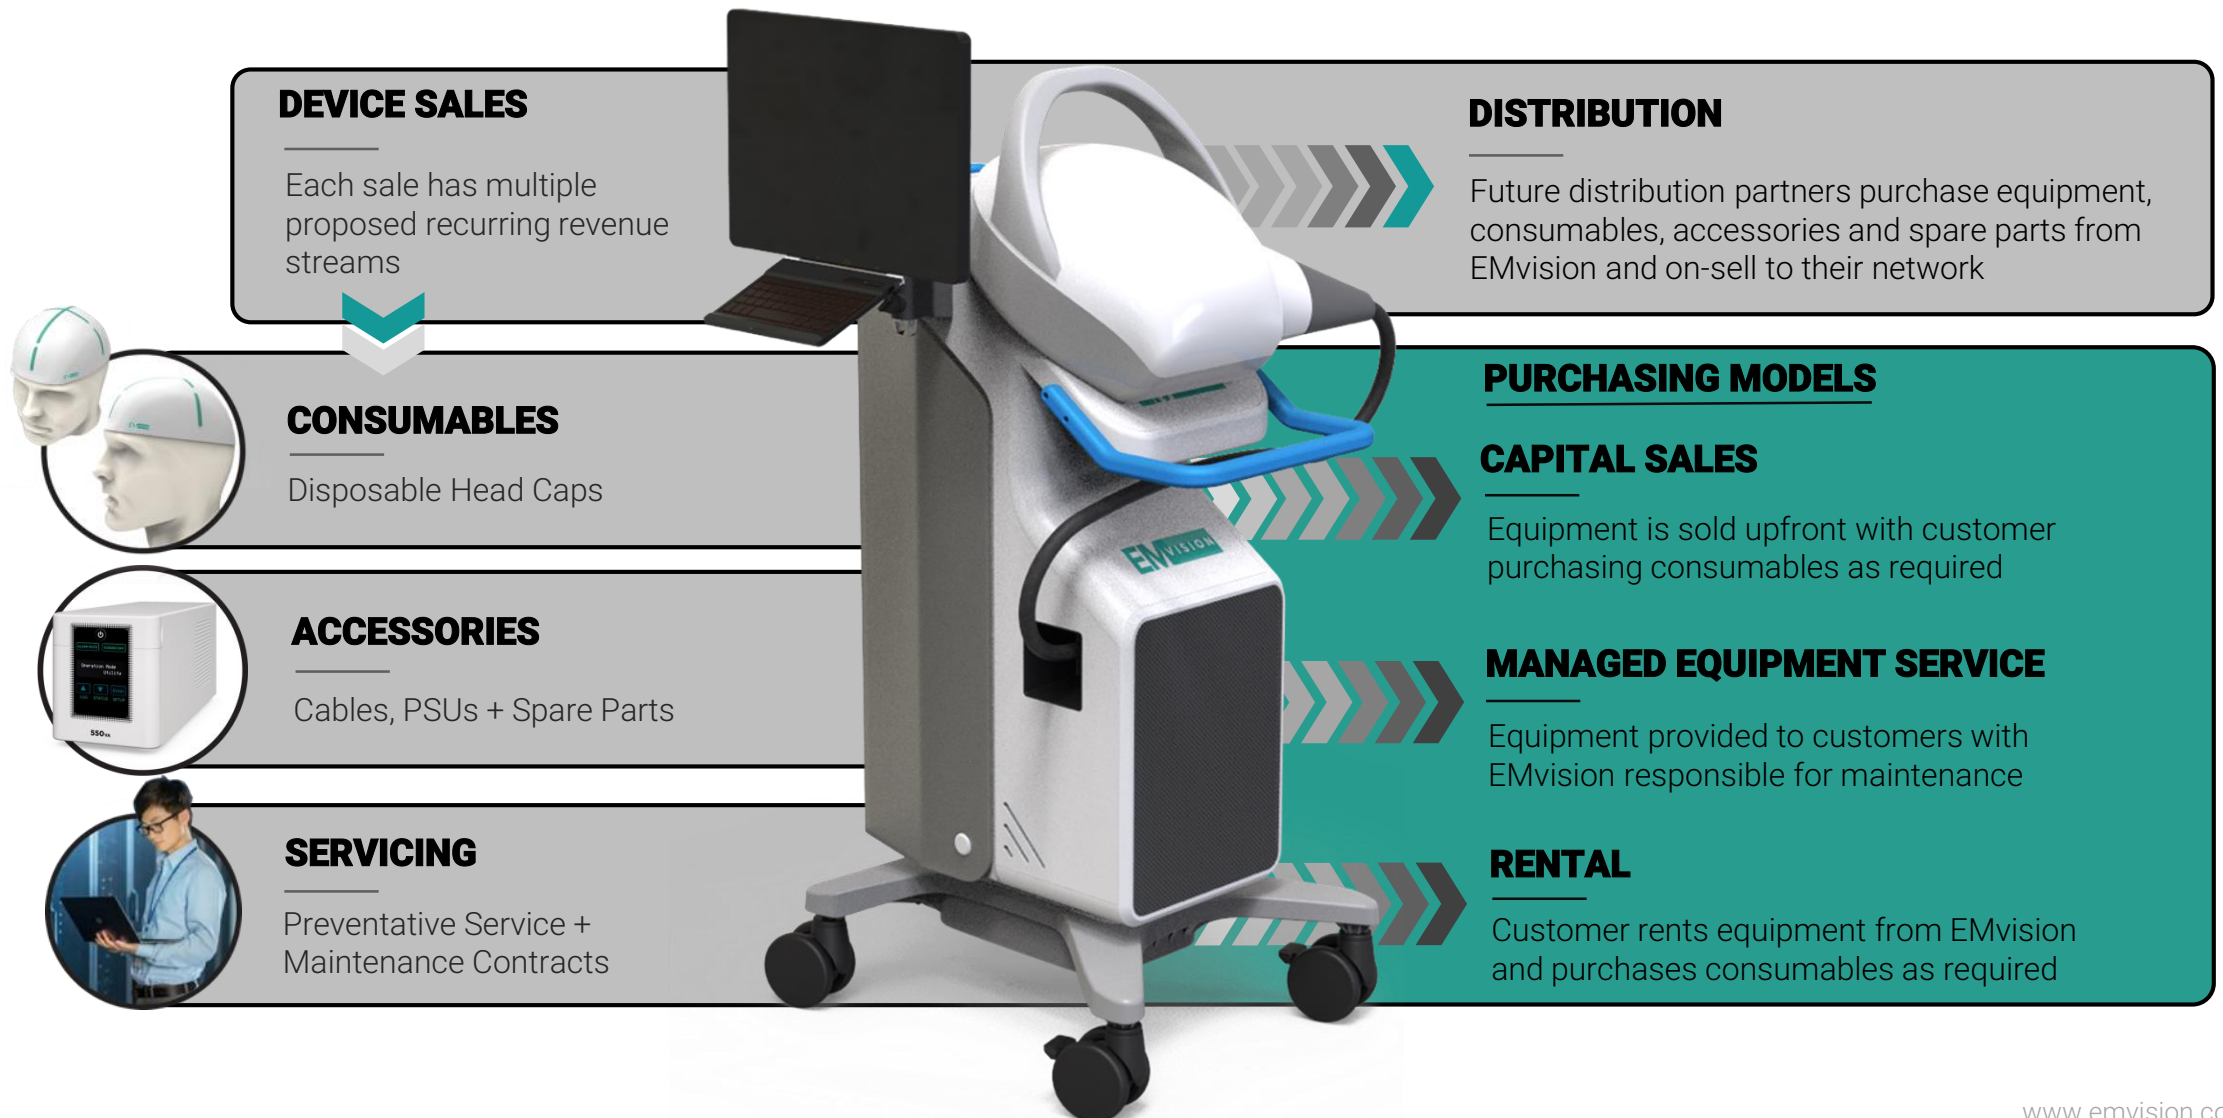 DEVICE SALES
Each sale has multiple
proposed recurring revenue
streams
DISTRIBUTION
Future distribution partners purchase equipment,
consumables, accessories and spare parts from
EMvision and on-sell to their network
CONSUMABLES
Disposable Head Caps
ACCESSORIES
Cables, PSUs + Spare Parts
550VA
SERVICING
Preventative Service +
Maintenance Contracts
EMVISION
PURCHASING MODELS
CAPITAL SALES
Equipment is sold upfront with customer
purchasing consumables as required
MANAGED EQUIPMENT SERVICE
Equipment provided to customers with
EMvision responsible for maintenance
RENTAL
Customer rents equipment from EMvision
and purchases consumables as required
www.emvision.co